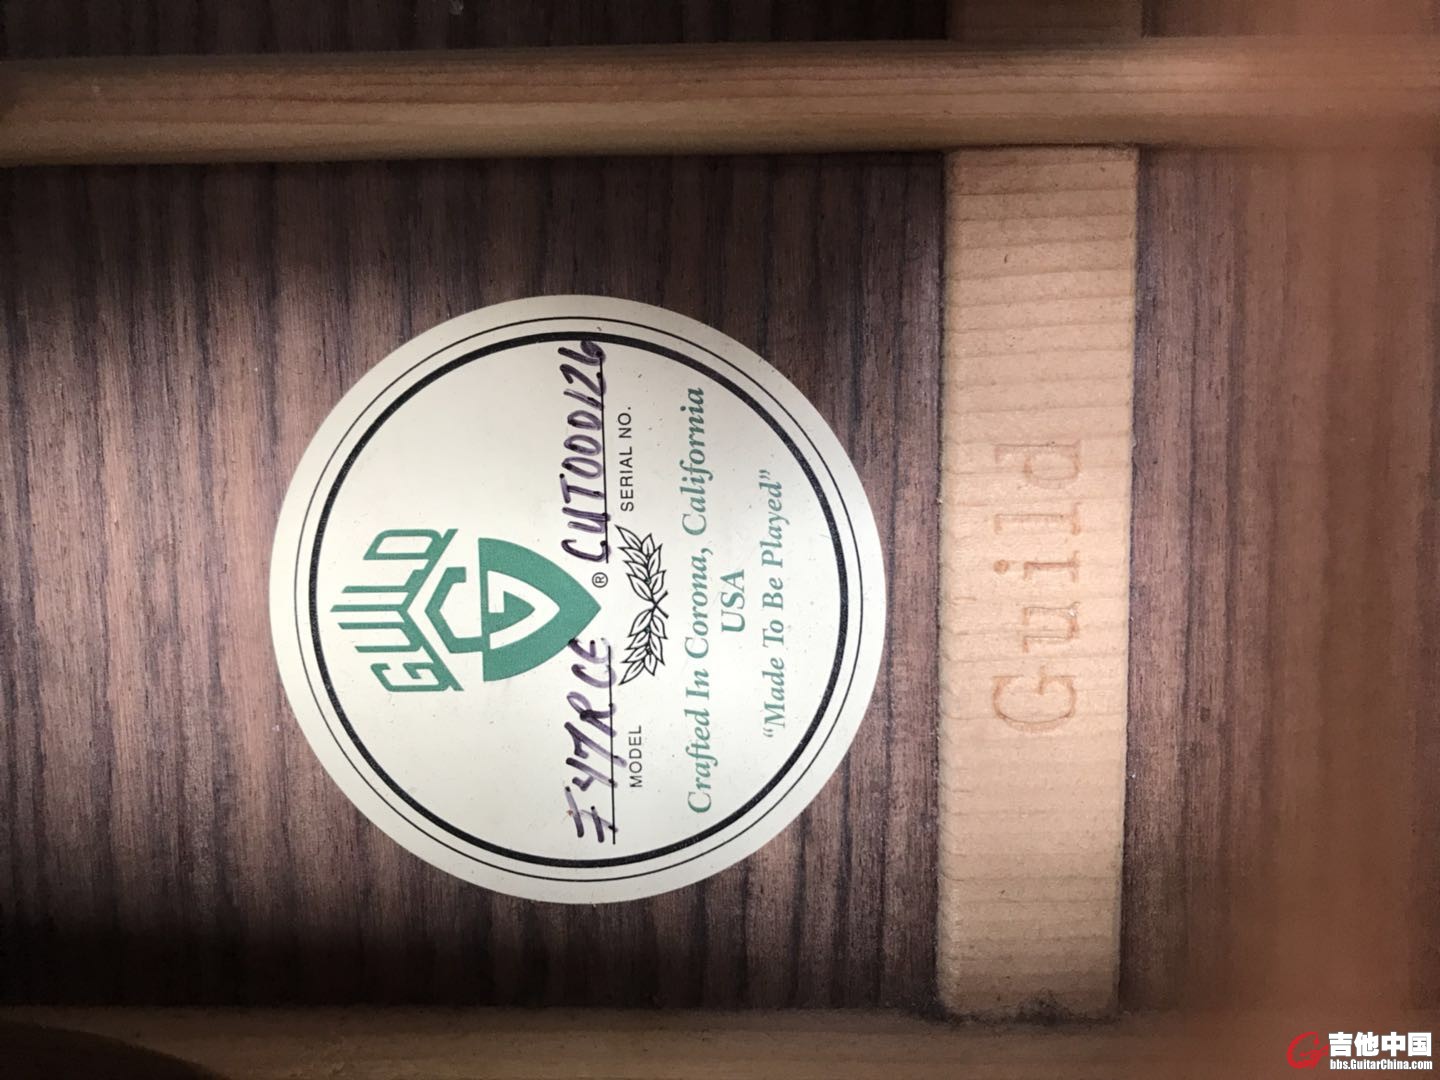 GUILD
G
®
F47RCE CUT000126
MODEL SERIAL NO.
Crafted In Corona, California
USA
“Made To Be Played”
Guild
吉他中国
bbs.GuitarChina.com